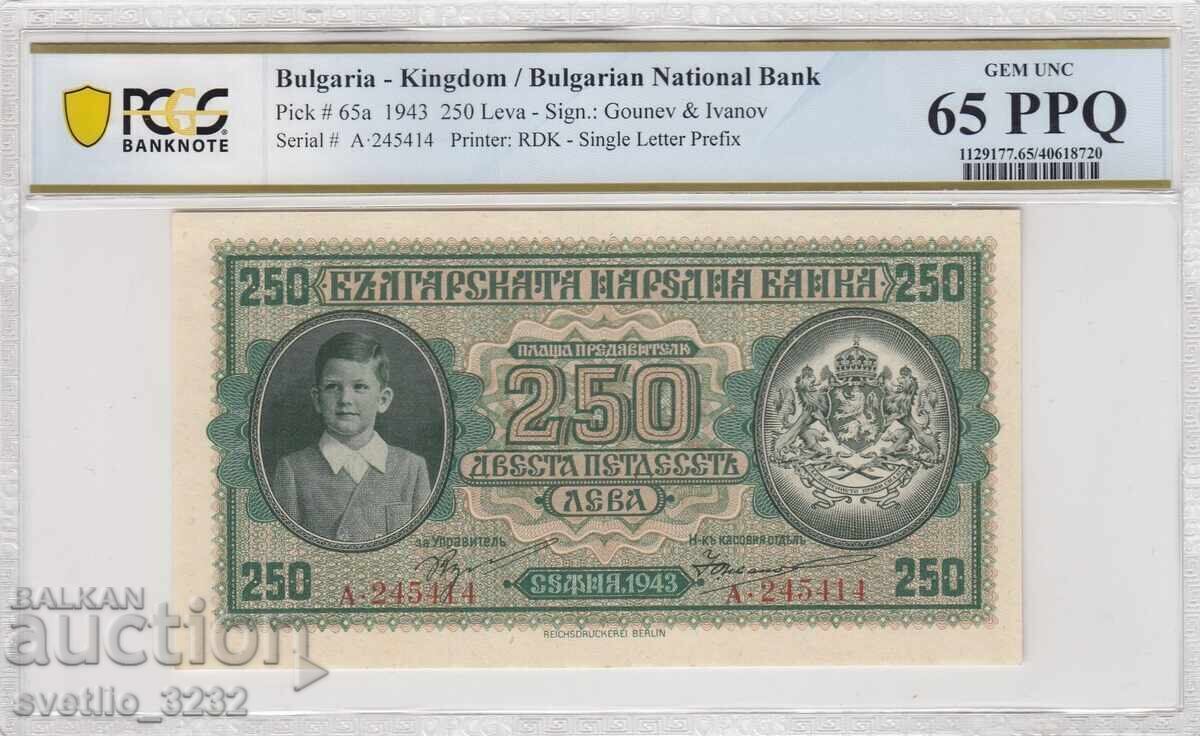 PCGS
BANKNOTE
Bulgaria - Kingdom / Bulgarian National Bank
Pick # 65a 1943 250 Leva - Sign.: Gounev & Ivanov
Serial # A·245414 Printer: RDK - Single Letter Prefix
GEM UNC
65 PPQ
1129177.65/40618720
250 · БЪЛГАРСКАТА НАРОДНА БАНКА · 250
ПЛАЩА ПРЕДЯВИТЕЛЮ
250
ДВЕСТА ПЕТДЕСЕТЬ
ЛЕВА
за Управитель
Н-къ касовия отдѣлъ
250
А·245414
СОФИЯ, 1943
А·245414
250
REICHSDRUCKEREI BERLIN
BALKAN
auction
svetlio_3232